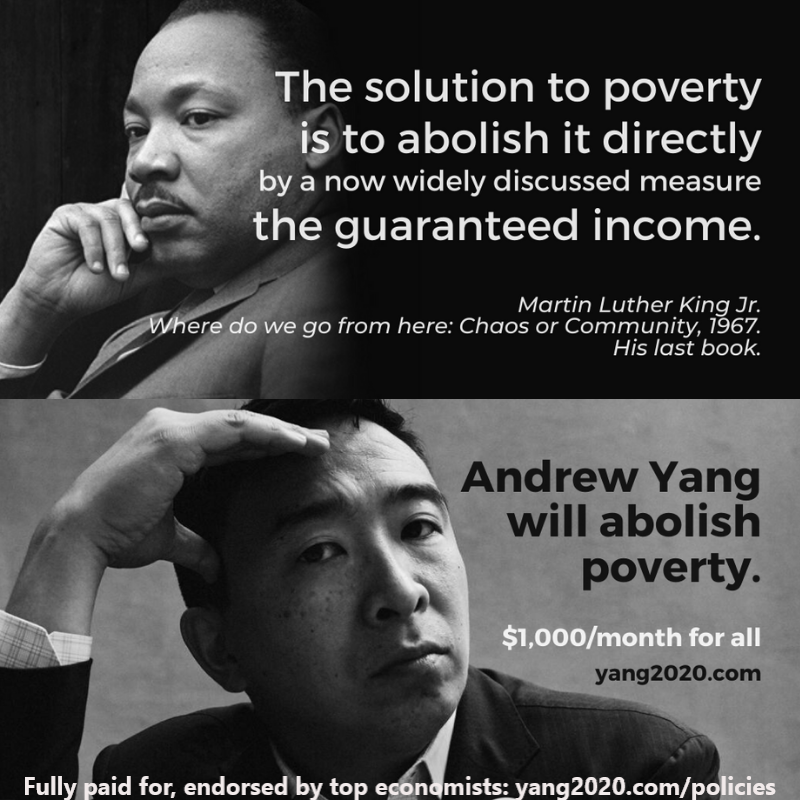 The solution to poverty
is to abolish it directly
by a now widely discussed measure
the guaranteed income.
Martin Luther King Jr.
Where do we go from here: Chaos or Community, 1967.
His last book.
Andrew Yang
will abolish
poverty.
$1,000/month for all
yang2020.com
Fully paid for, endorsed by top economists: yang2020.com/policies